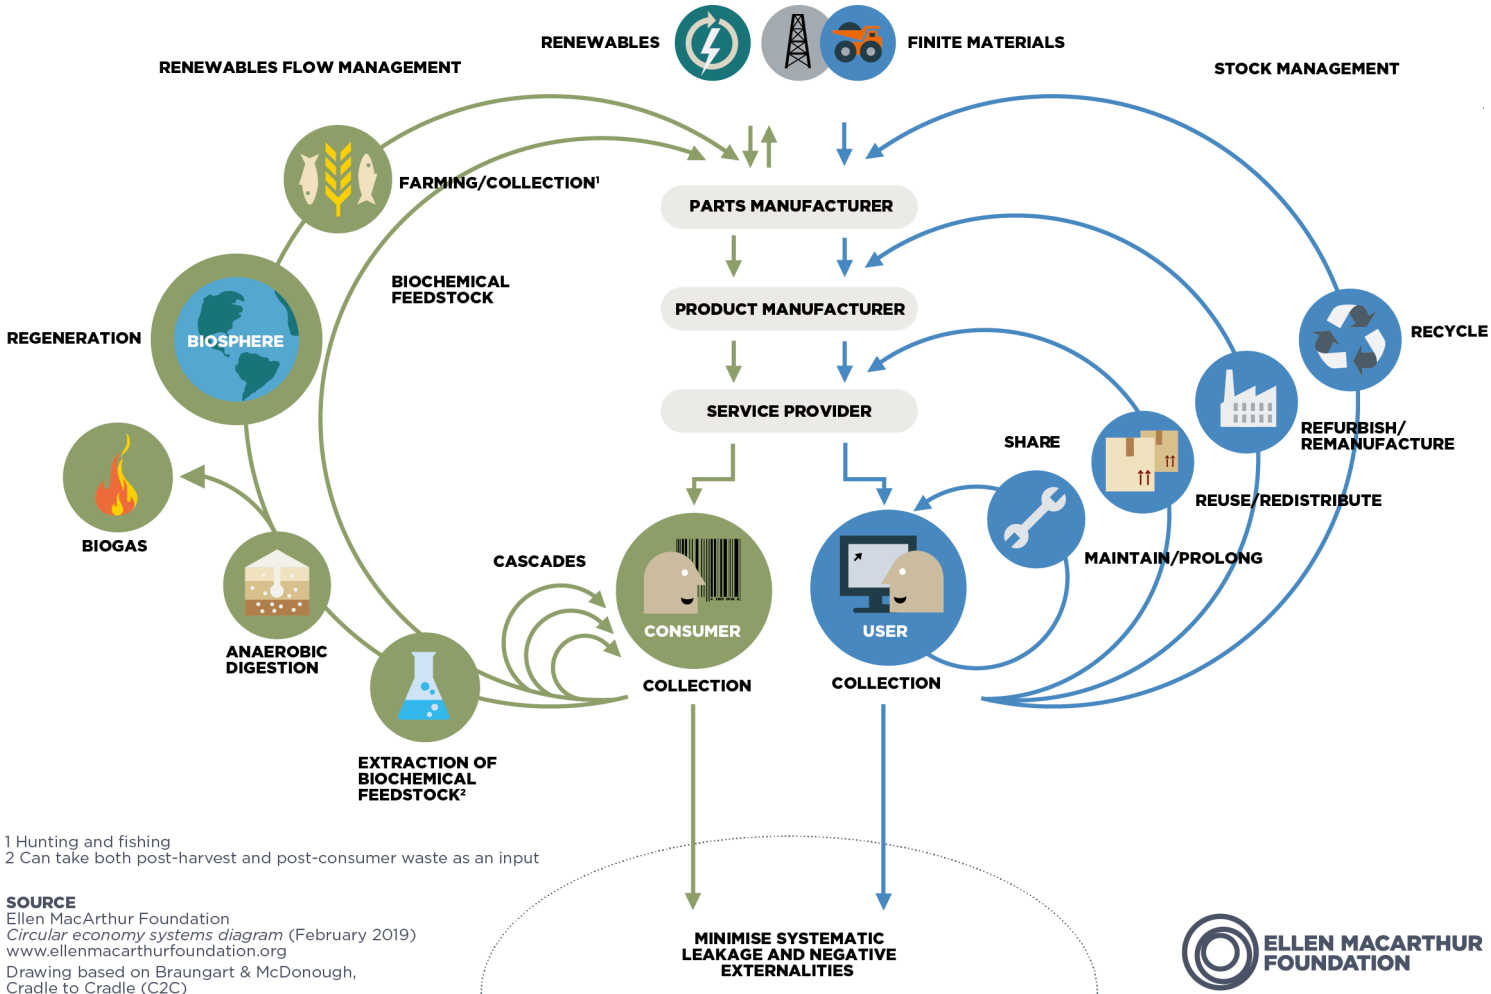 RENEWABLES
FINITE MATERIALS
RENEWABLES FLOW MANAGEMENT
STOCK MANAGEMENT
FARMING/COLLECTION¹
PARTS MANUFACTURER
BIOCHEMICAL
FEEDSTOCK
PRODUCT MANUFACTURER
REGENERATION
BIOSPHERE
RECYCLE
SERVICE PROVIDER
SHARE
REFURBISH/
REMANUFACTURE
REUSE/REDISTRIBUTE
BIOGAS
CASCADES
MAINTAIN/PROLONG
CONSUMER
USER
ANAEROBIC
DIGESTION
COLLECTION
COLLECTION
EXTRACTION OF
BIOCHEMICAL
FEEDSTOCK²
1 Hunting and fishing
2 Can take both post-harvest and post-consumer waste as an input
SOURCE
Ellen MacArthur Foundation
Circular economy systems diagram (February 2019)
www.ellenmacarthurfoundation.org
Drawing based on Braungart & McDonough,
Cradle to Cradle (C2C)
MINIMISE SYSTEMATIC
LEAKAGE AND NEGATIVE
EXTERNALITIES
ELLEN MACARTHUR
FOUNDATION